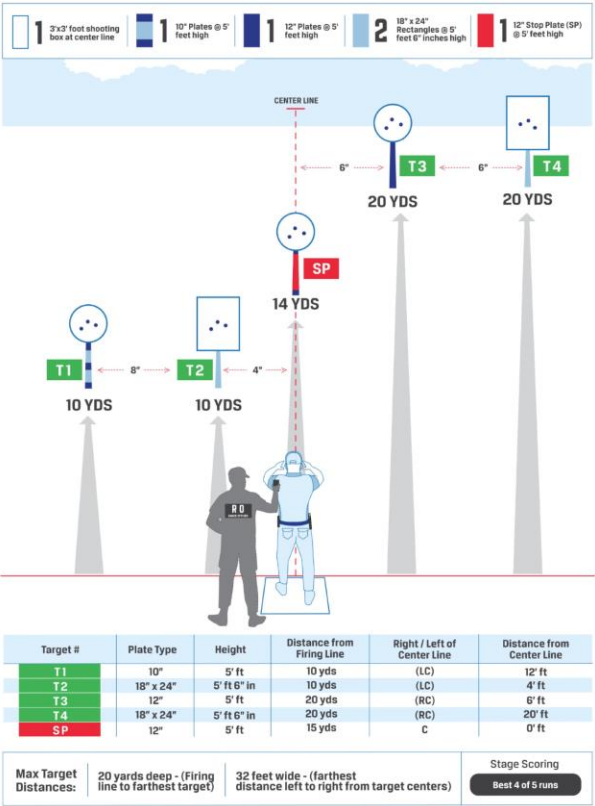 1 3'x3' foot shooting
box at center line
1 10" Plates @ 5'
feet high
1 12" Plates @ 5'
feet high
2 18" x 24"
Rectangles @ 5'
feet 6" inches high
1 12" Stop Plate (SP)
@ 5' feet high
CENTER LINE
6" T3 6" T4
20 YDS 20 YDS
SP
14 YDS
T1 8" T2 4"
10 YDS 10 YDS
RO
Target # Plate Type Height Distance from Firing Line Right / Left of Center Line Distance from Center Line
T1 10" 5' ft 10 yds (LC) 12' ft
T2 18" x 24" 5' ft 6" in 10 yds (LC) 4' ft
T3 12" 5' ft 20 yds (RC) 6' ft
T4 18" x 24" 5' ft 6" in 20 yds (RC) 20' ft
SP 12" 5' ft 15 yds C 0' ft
Max Target
Distances:
20 yards deep - (Firing
line to farthest target)
32 feet wide - (farthest
distance left to right from target centers)
Stage Scoring
Best 4 of 5 runs